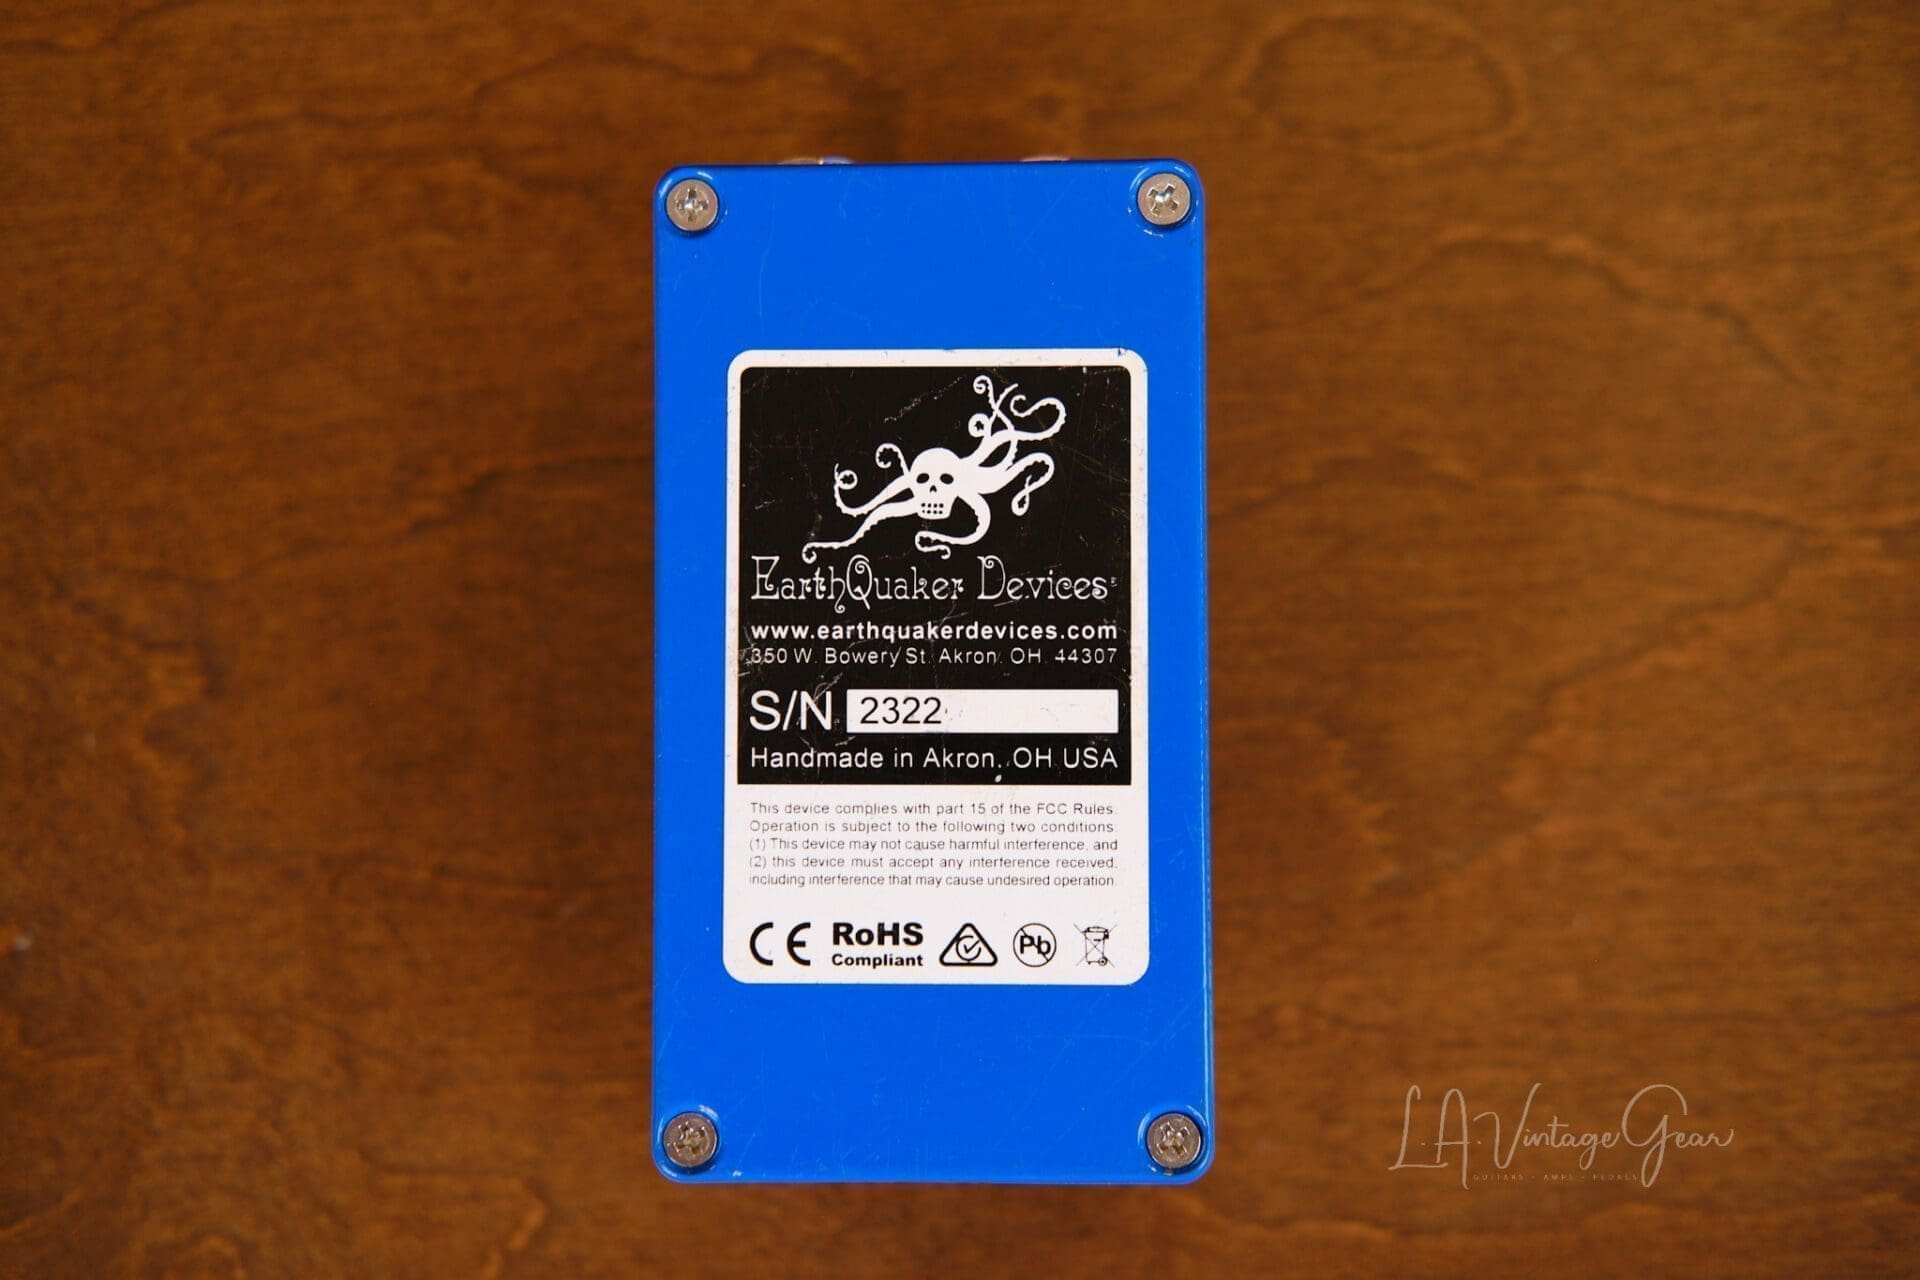 EarthQuaker Devices
www.earthquakerdevices.com
350 W. Bowery St. Akron. OH. 44307
S/N 2322
Handmade in Akron, OH USA
This device complies with part 15 of the FCC Rules.
Operation is subject to the following two conditions:
(1) This device may not cause harmful interference, and
(2) this device must accept any interference received,
including interference that may cause undesired operation.
CE RoHS Pb
Compliant
L.A. Vintage Gear
GUITARS - AMPS - PEDALS